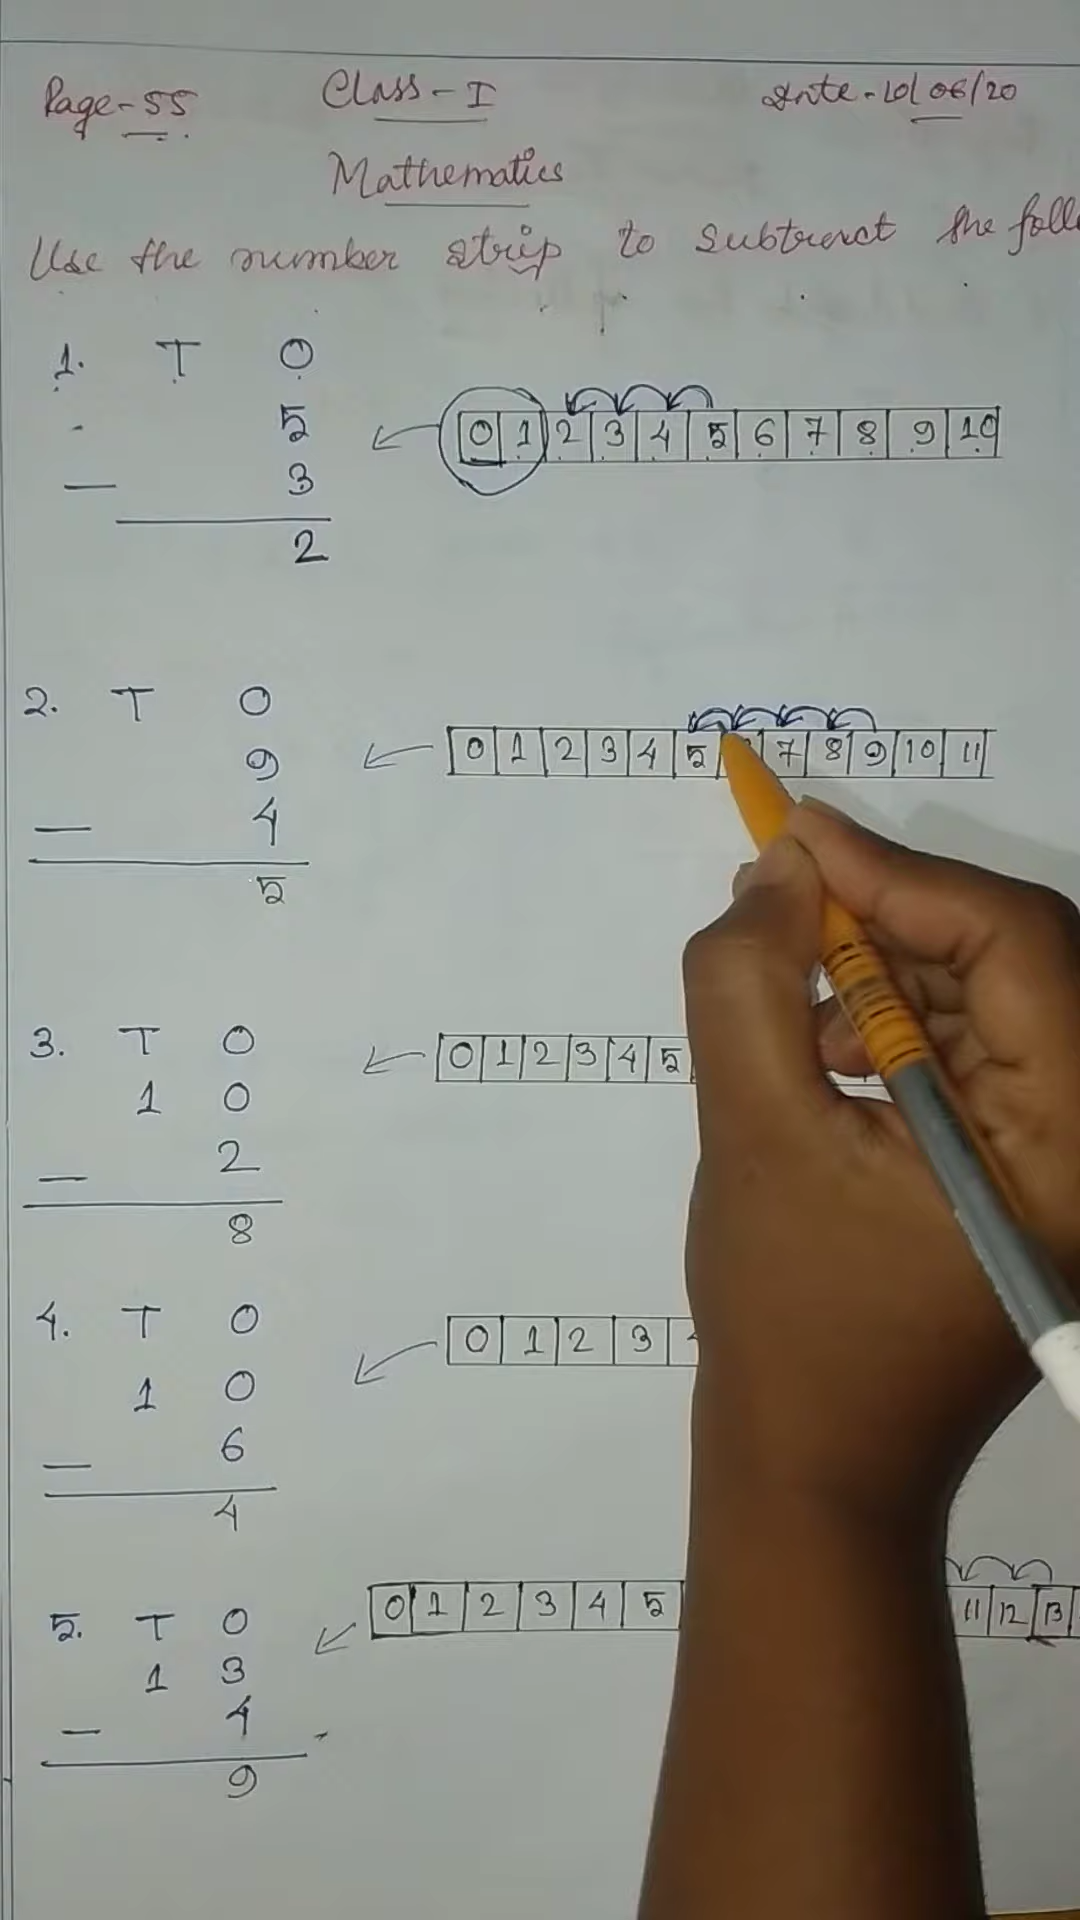 Page-55 Class-I Date-10/06/20
Mathematics
Use the number strip to subtract the
1. T O
5
0 1 2 3 4 5 6 7 8 9 10
— 3
2
2. T O
9
0 1 2 3 4 5 7 8 9 10 11
— 4
5
3. T O
0 1 2 3 4 5
1 0
— 2
8
4. T O
0 1 2 3
1 0
— 6
4
5. T O
0 1 2 3 4 5 11 12 13
1 3
— 4
9